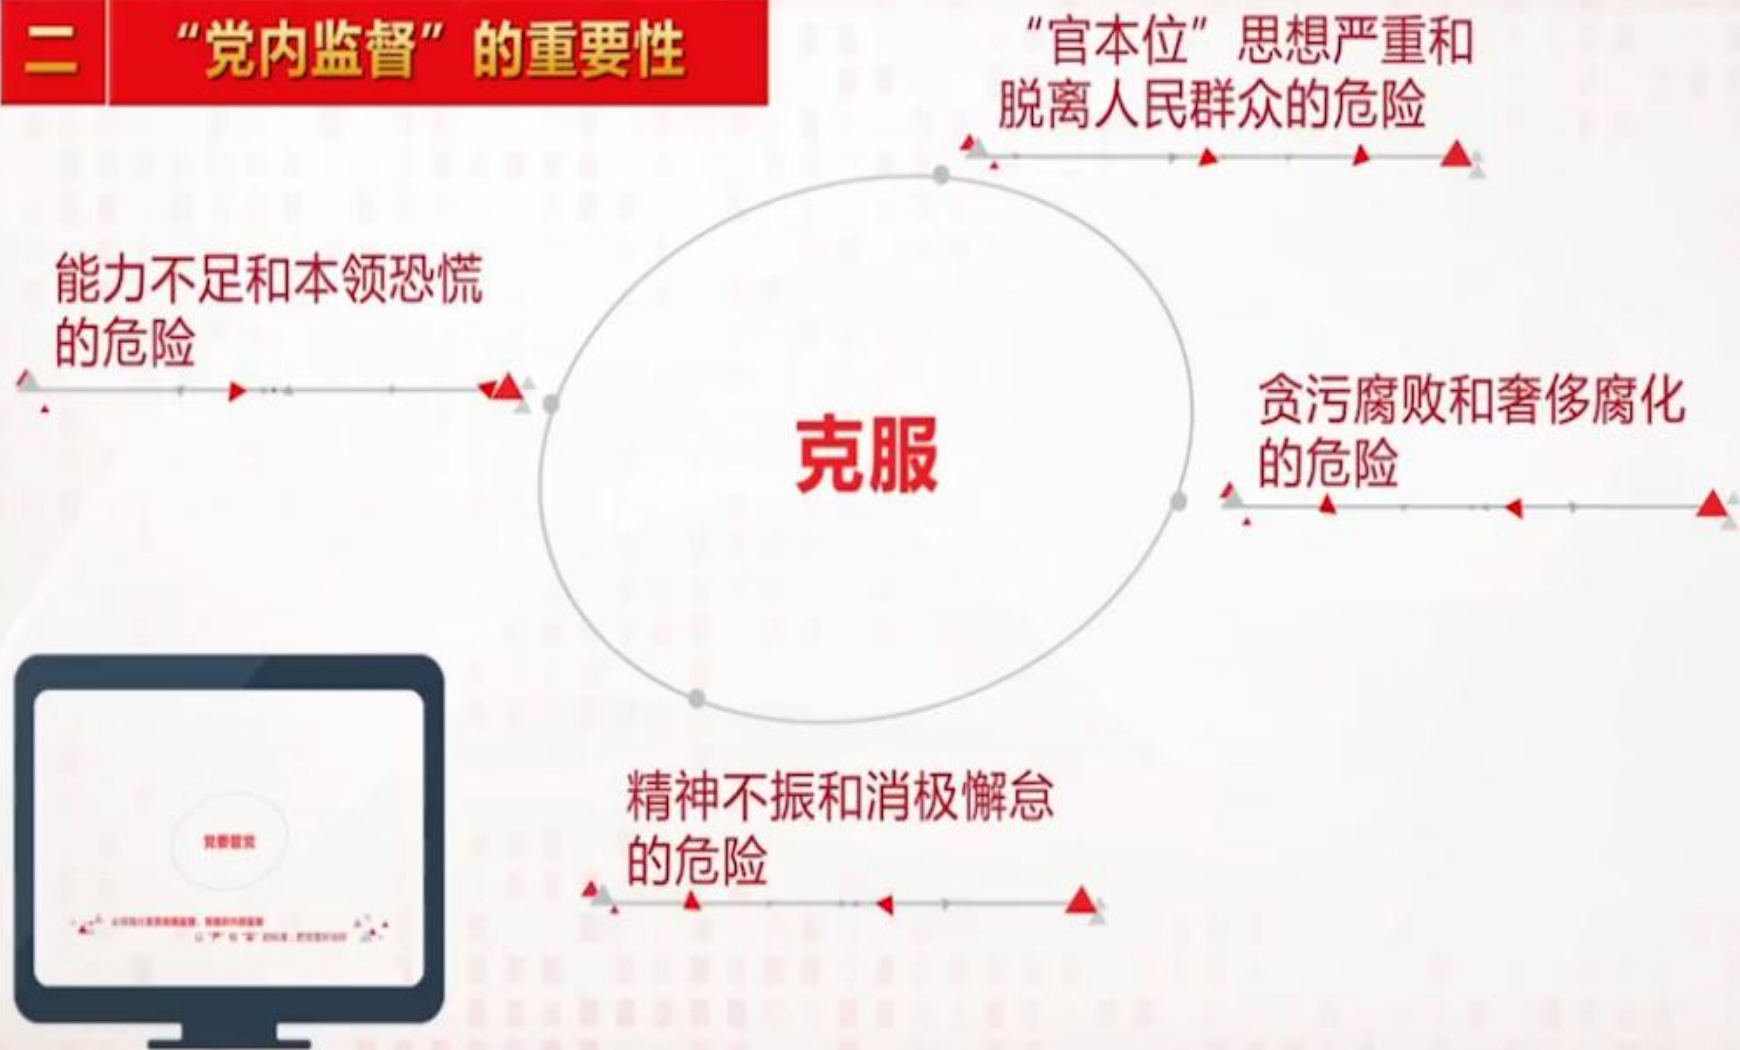 二 “党内监督”的重要性
“官本位”思想严重和
脱离人民群众的危险
能力不足和本领恐慌
的危险
克服
贪污腐败和奢侈腐化
的危险
精神不振和消极懈怠
的危险
党要管党